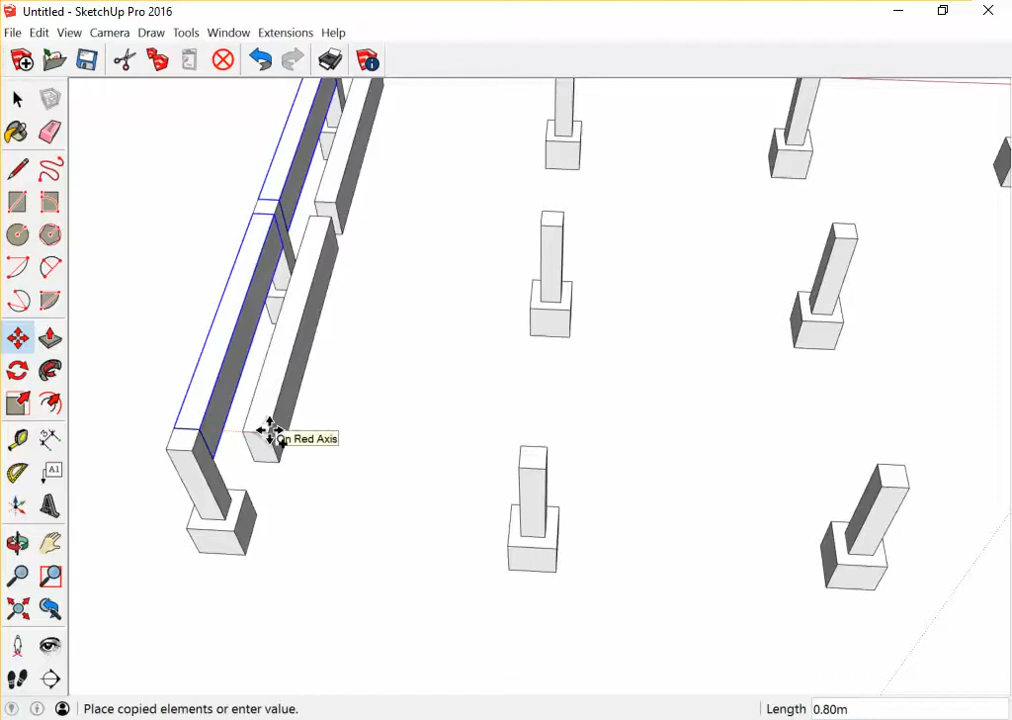 Untitled - SketchUp Pro 2016
File Edit View Camera Draw Tools Window Extensions Help
A1
On Red Axis
Place copied elements or enter value.
Length 0.80m